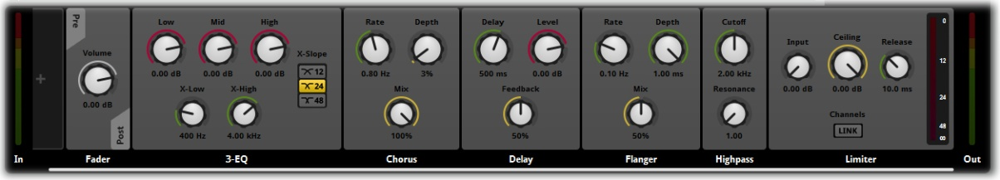 In
+
Pre
Volume
0.00 dB
Post
Fader
Low Mid High
0.00 dB 0.00 dB 0.00 dB
X-Slope
12
24
48
X-Low X-High
400 Hz 4.00 kHz
3-EQ
Rate Depth
0.80 Hz 3%
Mix
100%
Chorus
Delay Level
500 ms 0.00 dB
Feedback
50%
Delay
Rate Depth
0.10 Hz 1.00 ms
Mix
50%
Flanger
Cutoff
2.00 kHz
Resonance
1.00
Highpass
Input Ceiling Release
0.00 dB 0.00 dB 10.0 ms
Channels
LINK
Limiter
0
12
24
48
∞
Out